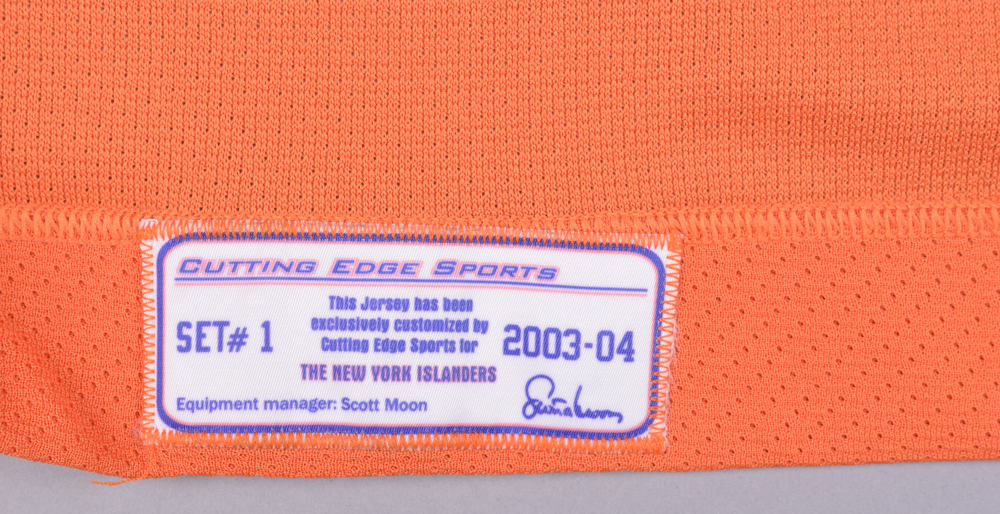 CUTTING EDGE SPORTS
This Jersey has been
exclusively customized by
Cutting Edge Sports for
SET# 1
2003-04
THE NEW YORK ISLANDERS
Equipment manager: Scott Moon